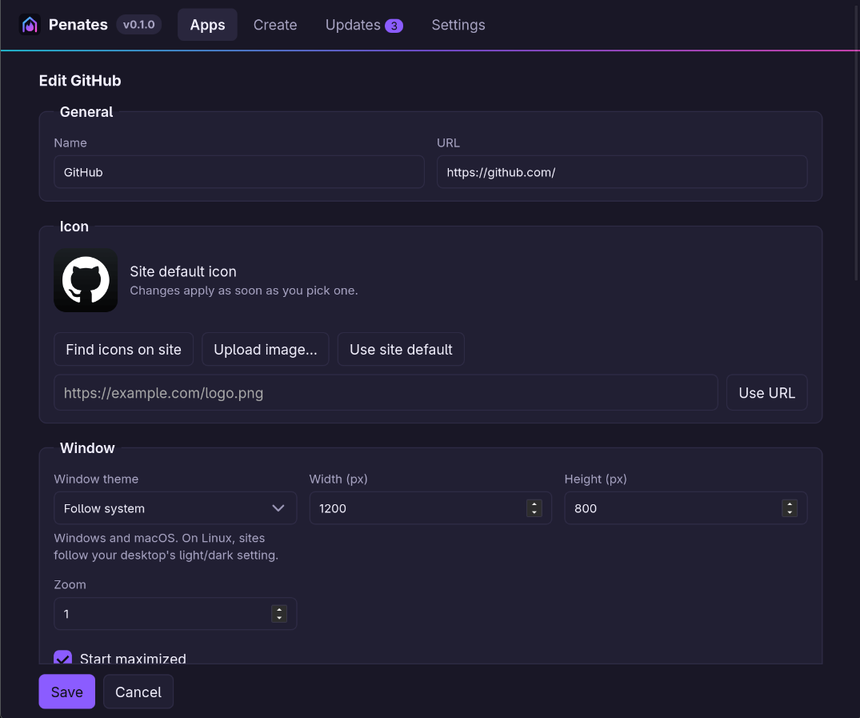 Penates v0.1.0 Apps Create Updates 3 Settings
Edit GitHub
General
Name URL
GitHub https://github.com/
Icon
Site default icon
Changes apply as soon as you pick one.
Find icons on site Upload image... Use site default
https://example.com/logo.png Use URL
Window
Window theme Width (px) Height (px)
Follow system 1200 800
Windows and macOS. On Linux, sites
follow your desktop's light/dark setting.
Zoom
1
Start maximized
Save Cancel